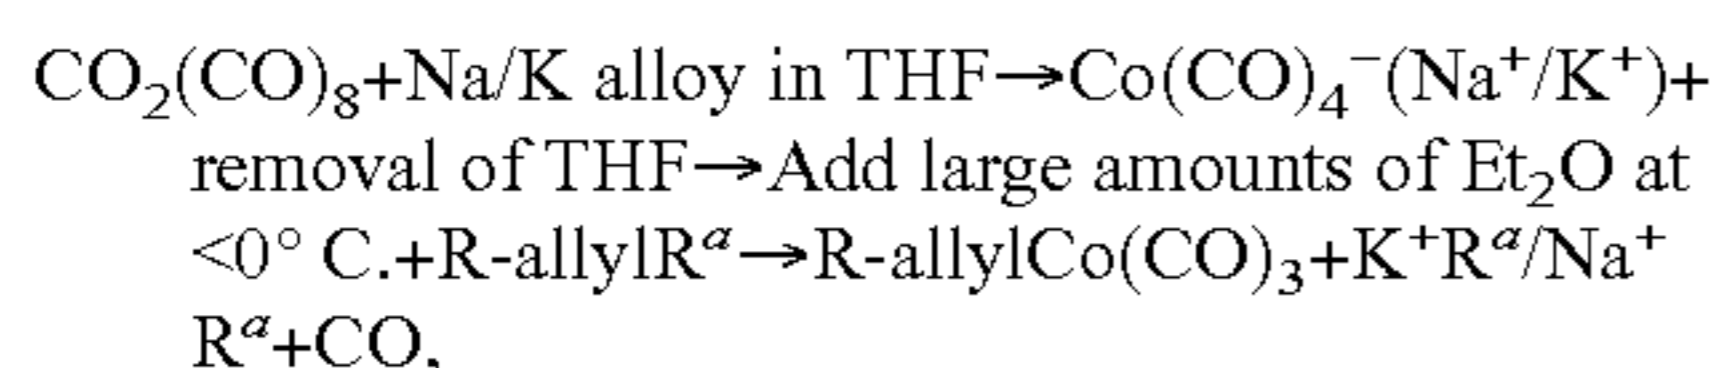 CO₂(CO)₈+Na/K alloy in THF→Co(CO)₄⁻(Na⁺/K⁺)+
removal of THF→Add large amounts of Et₂O at
<0° C.+R-allylRᵃ→R-allylCo(CO)₃+K⁺Rᵃ/Na⁺
Rᵃ+CO,